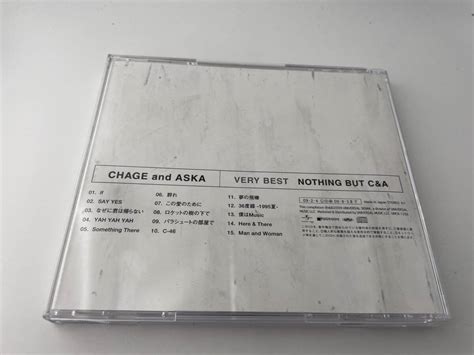 CHAGE and ASKA VERY BEST NOTHING BUT C&A
01. if
02. SAY YES
03. なぜに君は帰らない
04. YAH YAH YAH
05. Something There
06. 群れ
07. この愛のために
08. ロケットの樹の下で
09. パラシュートの部屋で
10. C-46
11. 夢の飛礫
12. 36度線 -1995夏-
13. 僕はMusic
14. Here & There
15. Man and Woman